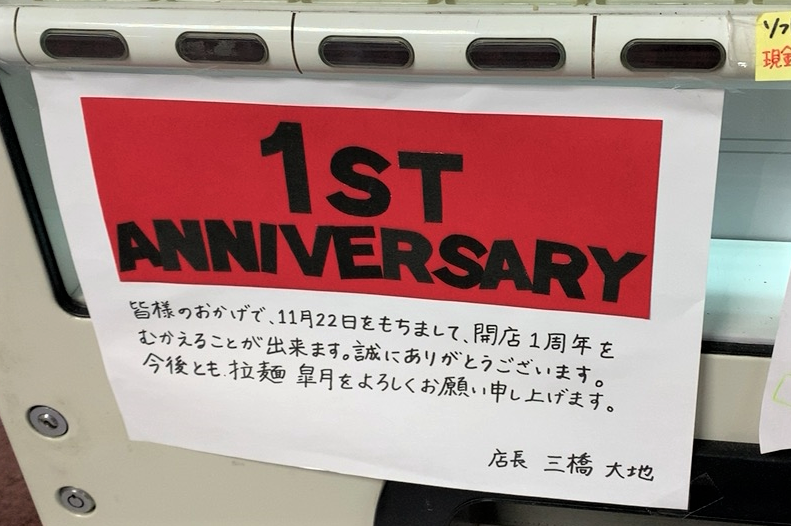 1ST
ANNIVERSARY
皆様のおかげで、11月22日をもちまして、開店1周年を
むかえることが出来ます。誠にありがとうございます。
今後とも、拉麺 皐月をよろしくお願い申し上げます。
店長 三橋 大地
現金